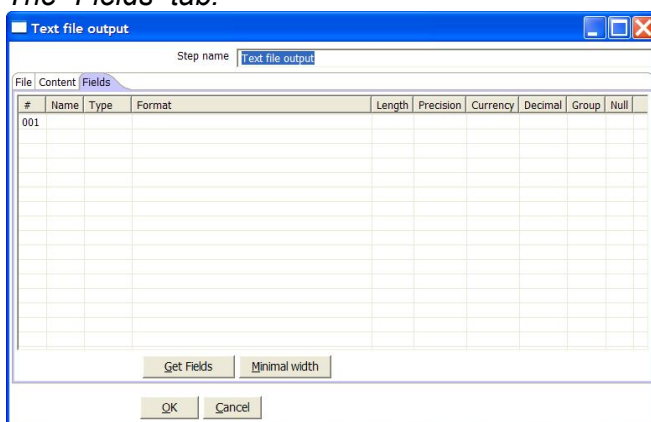 The "Fields" tab:
Text file output
Step name Text file output
File Content Fields
# Name Type Format Length Precision Currency Decimal Group Null
001
Get Fields Minimal width
OK Cancel